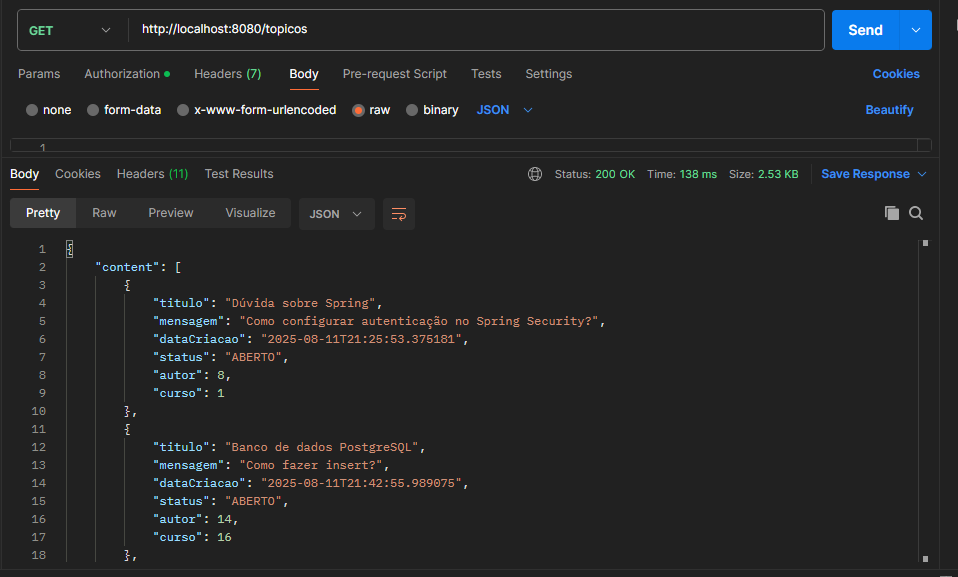 GET http://localhost:8080/topicos Send
Params Authorization Headers (7) Body Pre-request Script Tests Settings Cookies
none form-data x-www-form-urlencoded raw binary JSON Beautify
1
Body Cookies Headers (11) Test Results Status: 200 OK Time: 138 ms Size: 2.53 KB Save Response
Pretty Raw Preview Visualize JSON
1 {
2 "content": [
3 {
4 "titulo": "Dúvida sobre Spring",
5 "mensagem": "Como configurar autenticação no Spring Security?",
6 "dataCriacao": "2025-08-11T21:25:53.375181",
7 "status": "ABERTO",
8 "autor": 8,
9 "curso": 1
10 },
11 {
12 "titulo": "Banco de dados PostgreSQL",
13 "mensagem": "Como fazer insert?",
14 "dataCriacao": "2025-08-11T21:42:55.989075",
15 "status": "ABERTO",
16 "autor": 14,
17 "curso": 16
18 },